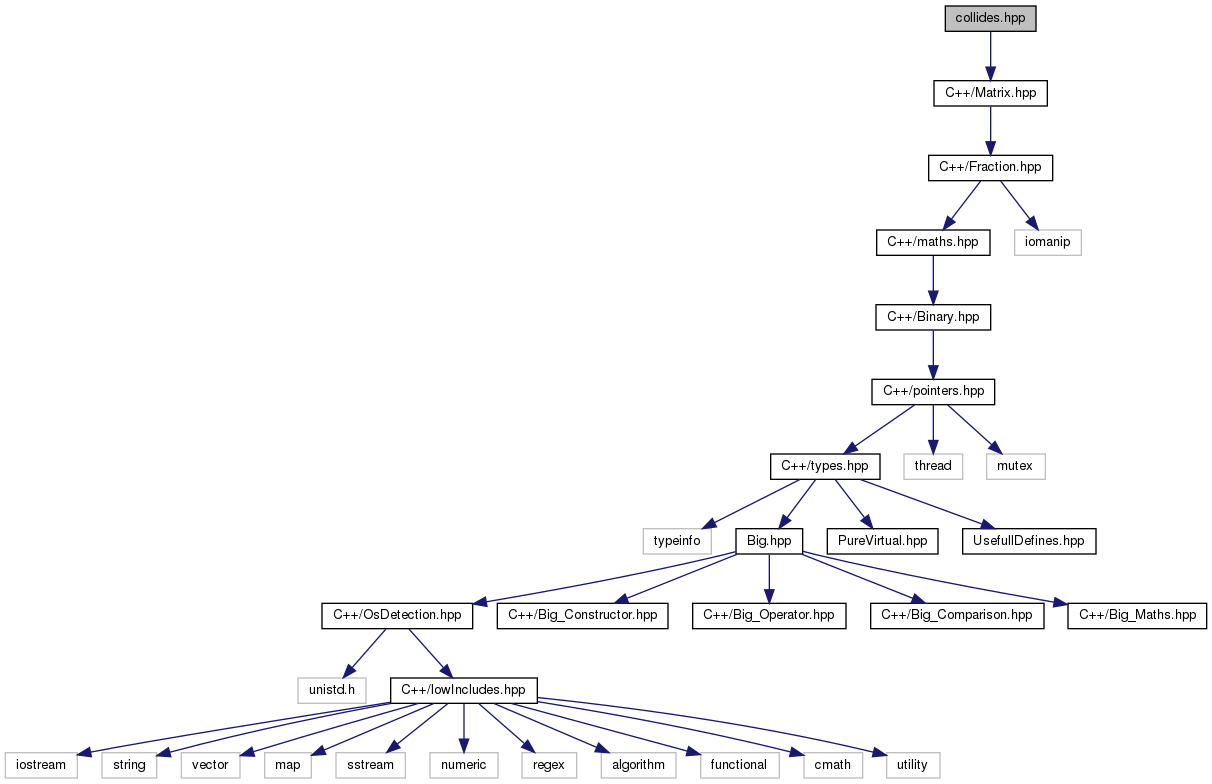 collides.hpp
C++/Matrix.hpp
C++/Fraction.hpp
C++/maths.hpp
iomanip
C++/Binary.hpp
C++/pointers.hpp
C++/types.hpp
thread
mutex
typeinfo
Big.hpp
PureVirtual.hpp
UsefullDefines.hpp
C++/OsDetection.hpp
C++/Big_Constructor.hpp
C++/Big_Operator.hpp
C++/Big_Comparison.hpp
C++/Big_Maths.hpp
unistd.h
C++/lowIncludes.hpp
iostream
string
vector
map
sstream
numeric
regex
algorithm
functional
cmath
utility